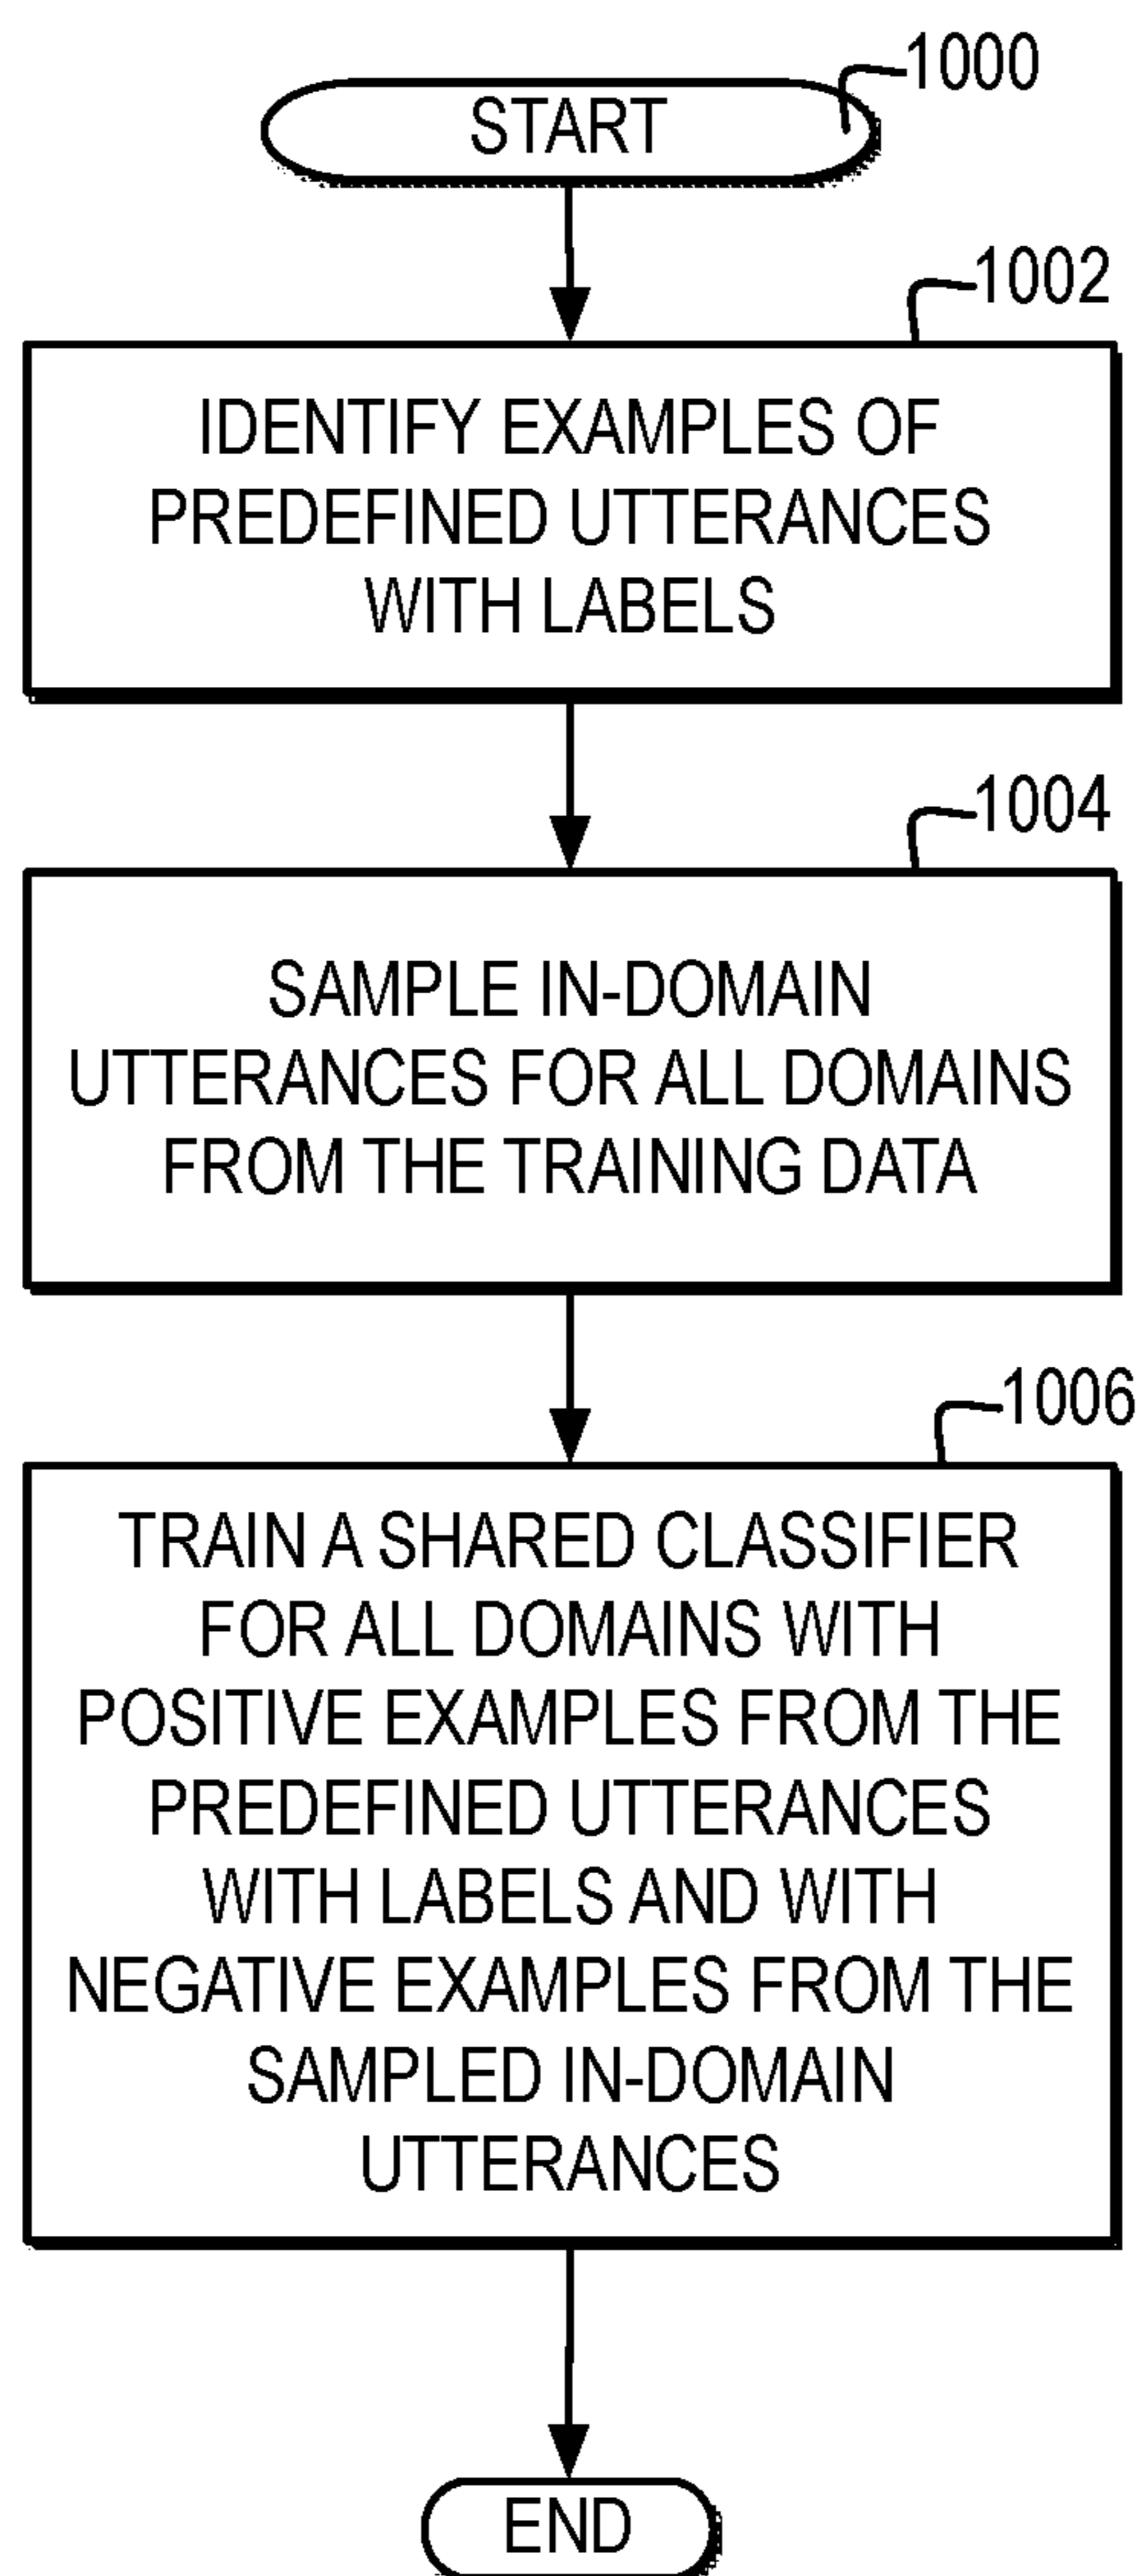 1000
START
1002
IDENTIFY EXAMPLES OF
PREDEFINED UTTERANCES
WITH LABELS
1004
SAMPLE IN-DOMAIN
UTTERANCES FOR ALL DOMAINS
FROM THE TRAINING DATA
1006
TRAIN A SHARED CLASSIFIER
FOR ALL DOMAINS WITH
POSITIVE EXAMPLES FROM THE
PREDEFINED UTTERANCES
WITH LABELS AND WITH
NEGATIVE EXAMPLES FROM THE
SAMPLED IN-DOMAIN
UTTERANCES
END